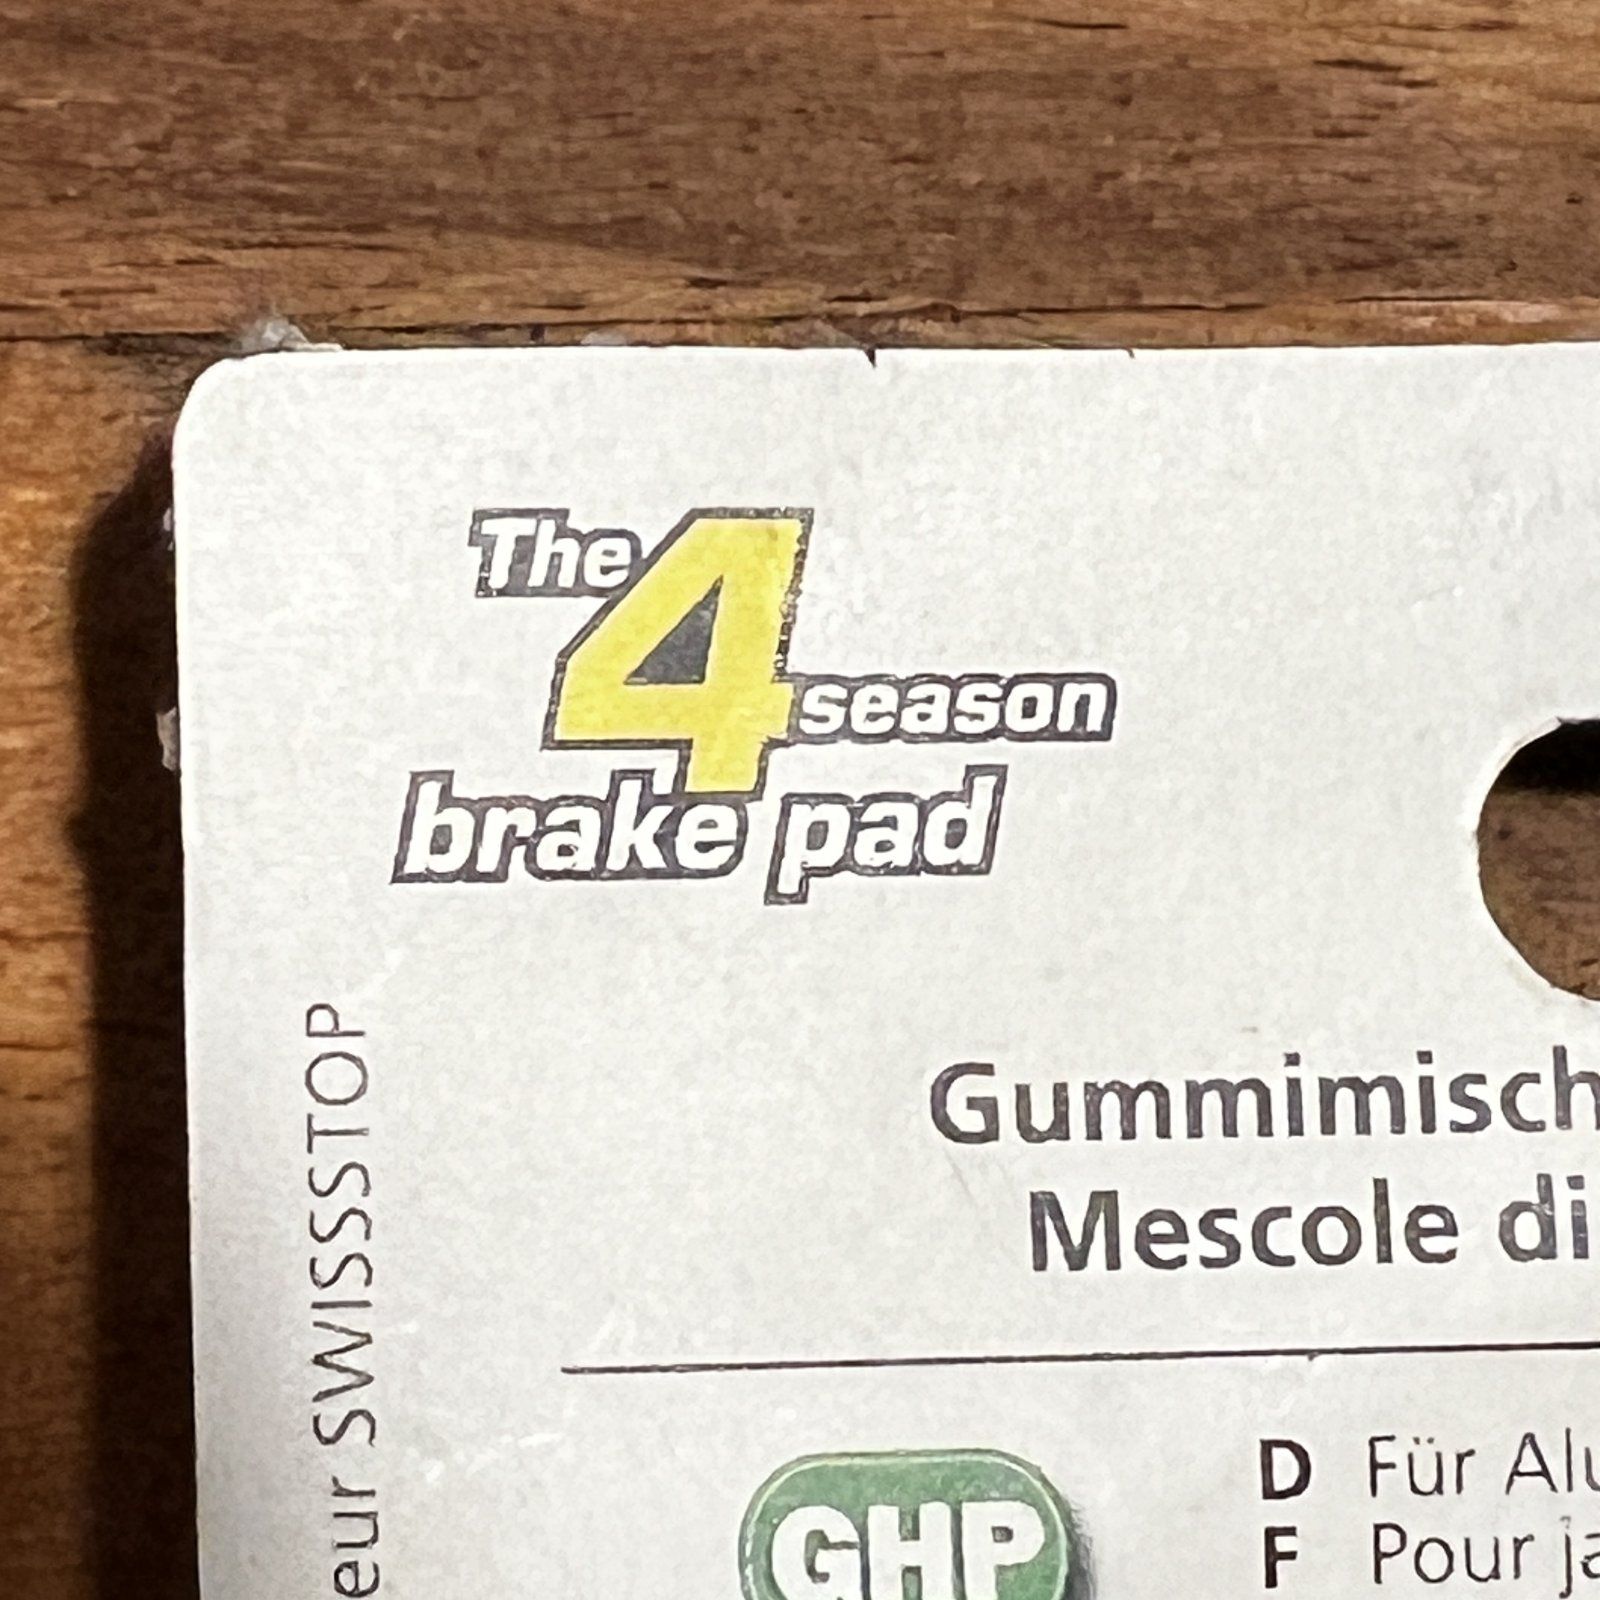 The 4 season
brake pad
eur SWISSSTOP
Gummimisch
Mescole di
GHP
D Für Alu
F Pour ja